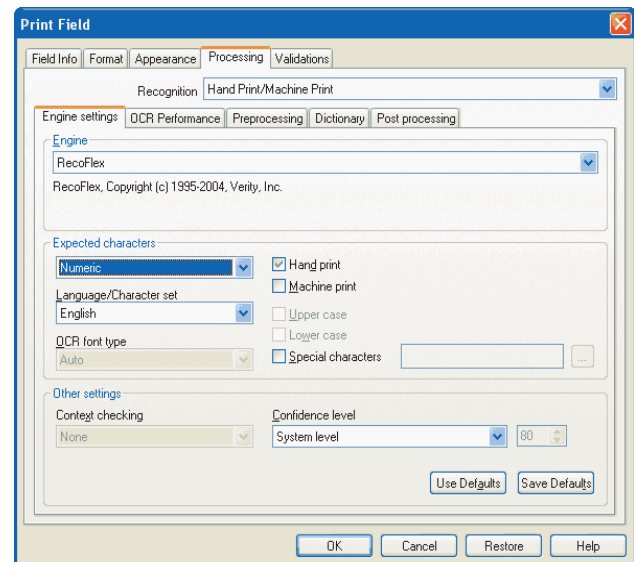 Print Field
Field Info Format Appearance Processing Validations
Recognition Hand Print/Machine Print
Engine settings OCR Performance Preprocessing Dictionary Post processing
Engine
RecoFlex
RecoFlex, Copyright (c) 1995-2004, Verity, Inc.
Expected characters
Numeric
Hand print
Machine print
Language/Character set
English
Upper case
Lower case
OCR font type
Auto
Special characters
...
Other settings
Context checking
Confidence level
None
System level
80
Use Defaults Save Defaults
OK Cancel Restore Help